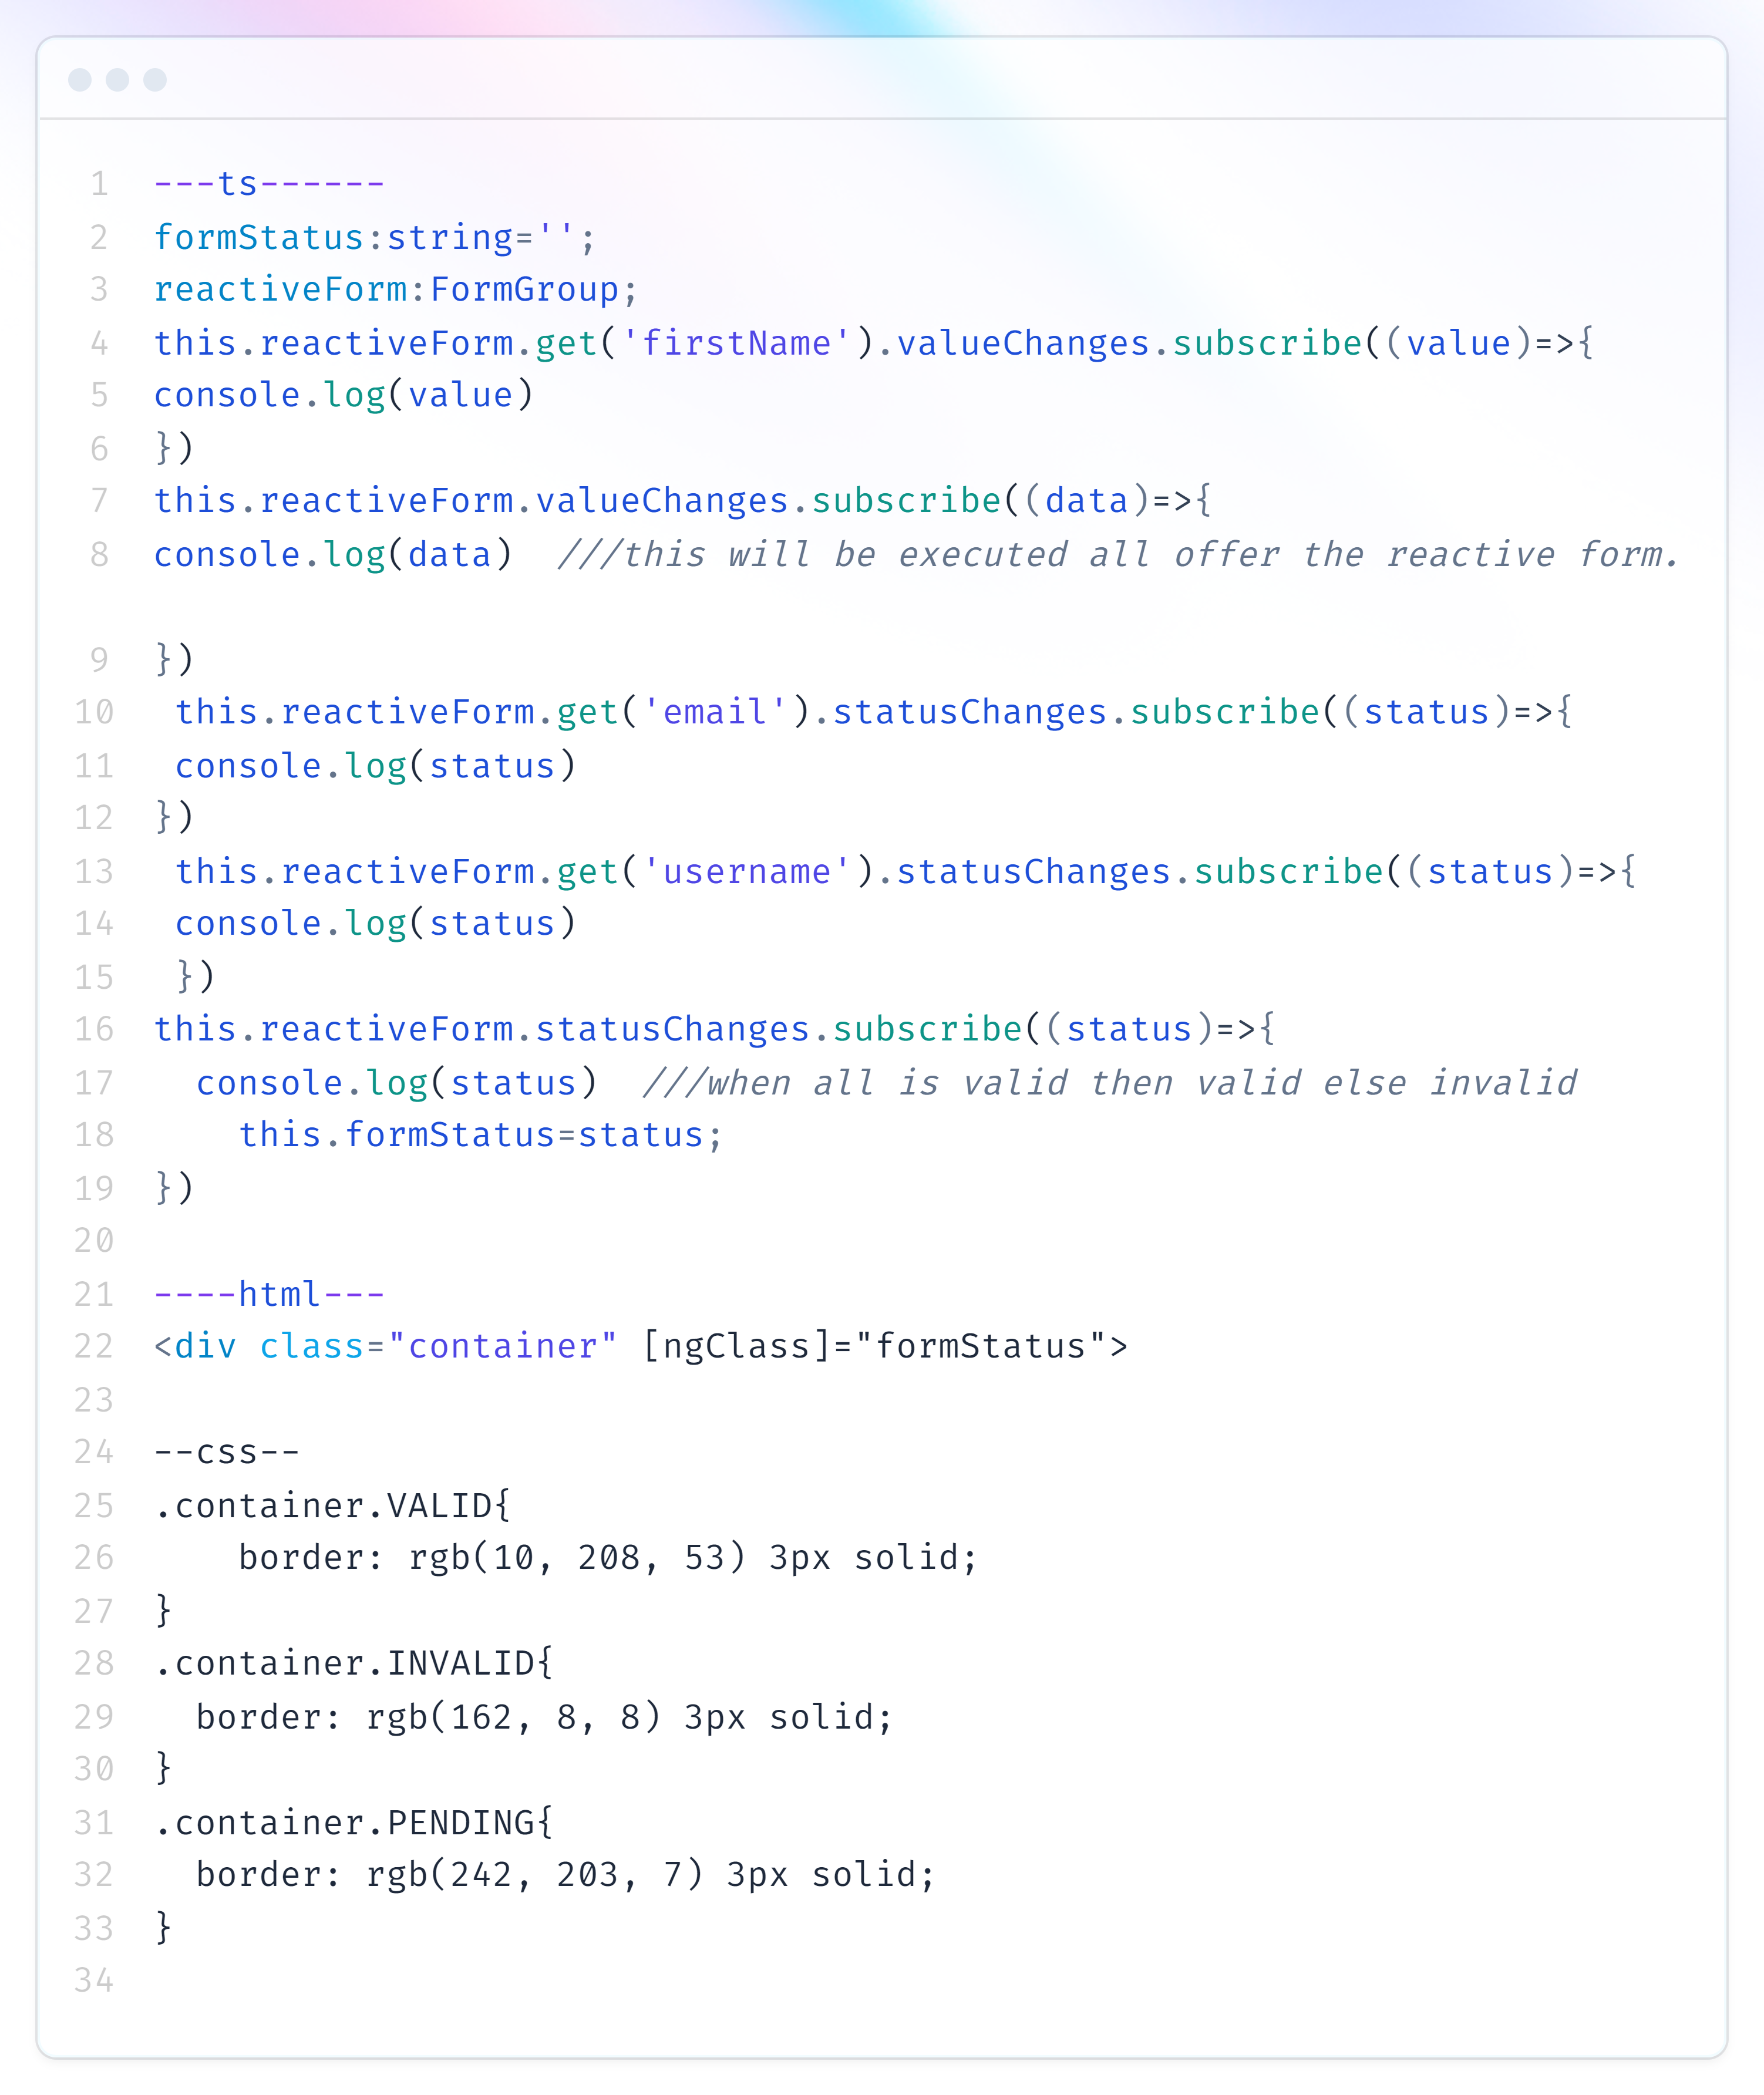 1 ---ts------
2 formStatus:string='';
3 reactiveForm:FormGroup;
4 this.reactiveForm.get('firstName').valueChanges.subscribe((value)=>{
5 console.log(value)
6 })
7 this.reactiveForm.valueChanges.subscribe((data)=>{
8 console.log(data)  ///this will be executed all offer the reactive form.
9 })
10  this.reactiveForm.get('email').statusChanges.subscribe((status)=>{
11  console.log(status)
12 })
13  this.reactiveForm.get('username').statusChanges.subscribe((status)=>{
14  console.log(status)
15  })
16 this.reactiveForm.statusChanges.subscribe((status)=>{
17   console.log(status)  ///when all is valid then valid else invalid
18     this.formStatus=status;
19 })
20
21 ----html---
22 <div class="container" [ngClass]="formStatus">
23
24 --css--
25 .container.VALID{
26     border: rgb(10, 208, 53) 3px solid;
27 }
28 .container.INVALID{
29   border: rgb(162, 8, 8) 3px solid;
30 }
31 .container.PENDING{
32   border: rgb(242, 203, 7) 3px solid;
33 }
34